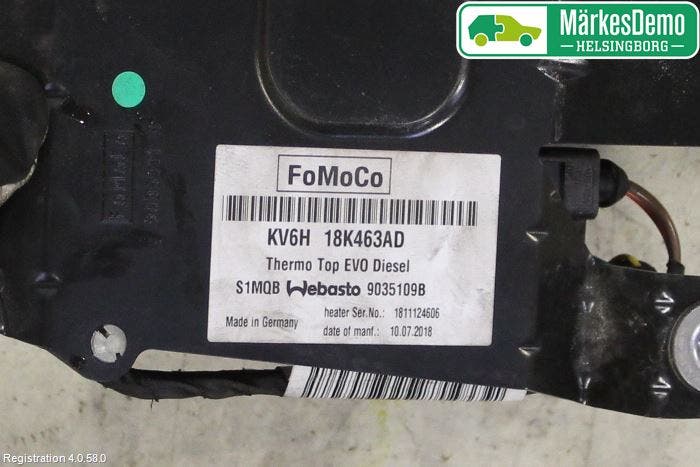 MärkesDemo
HELSINGBORG
FoMoCo
KV6H 18K463AD
Thermo Top EVO Diesel
S1MQB Webasto 9035109B
heater Ser.No.: 1811124606
Made in Germany
date of manf.: 10.07.2018
Registration 4.0.58.0